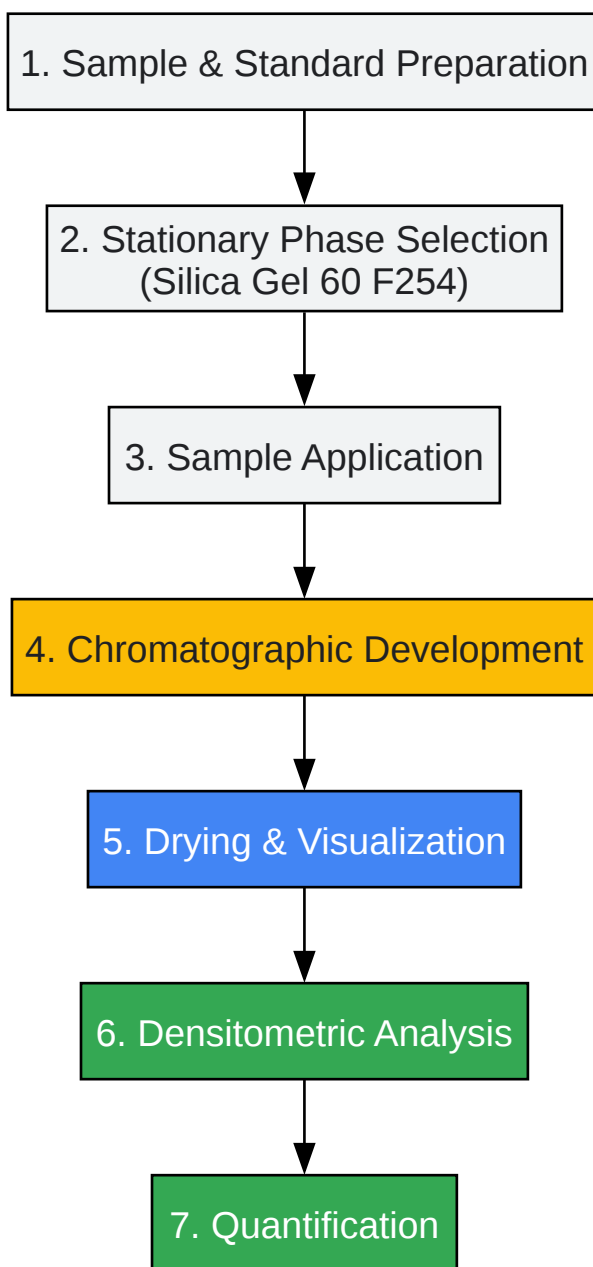 1. Sample & Standard Preparation
2. Stationary Phase Selection
(Silica Gel 60 F254)
3. Sample Application
4. Chromatographic Development
5. Drying & Visualization
6. Densitometric Analysis
7. Quantification